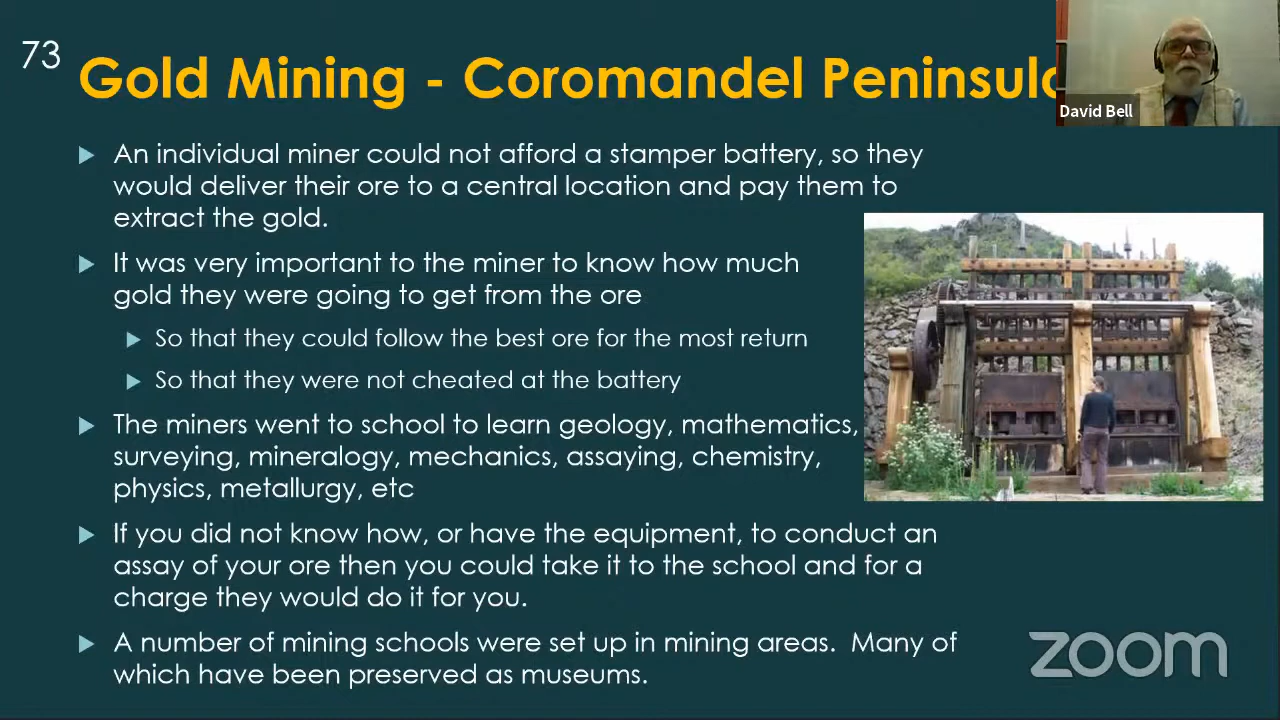 73
Gold Mining - Coromandel Peninsula
David Bell
An individual miner could not afford a stamper battery, so they
would deliver their ore to a central location and pay them to
extract the gold.
It was very important to the miner to know how much
gold they were going to get from the ore
So that they could follow the best ore for the most return
So that they were not cheated at the battery
The miners went to school to learn geology, mathematics,
surveying, mineralogy, mechanics, assaying, chemistry,
physics, metallurgy, etc
If you did not know how, or have the equipment, to conduct an
assay of your ore then you could take it to the school and for a
charge they would do it for you.
A number of mining schools were set up in mining areas.  Many of
which have been preserved as museums.
zoom